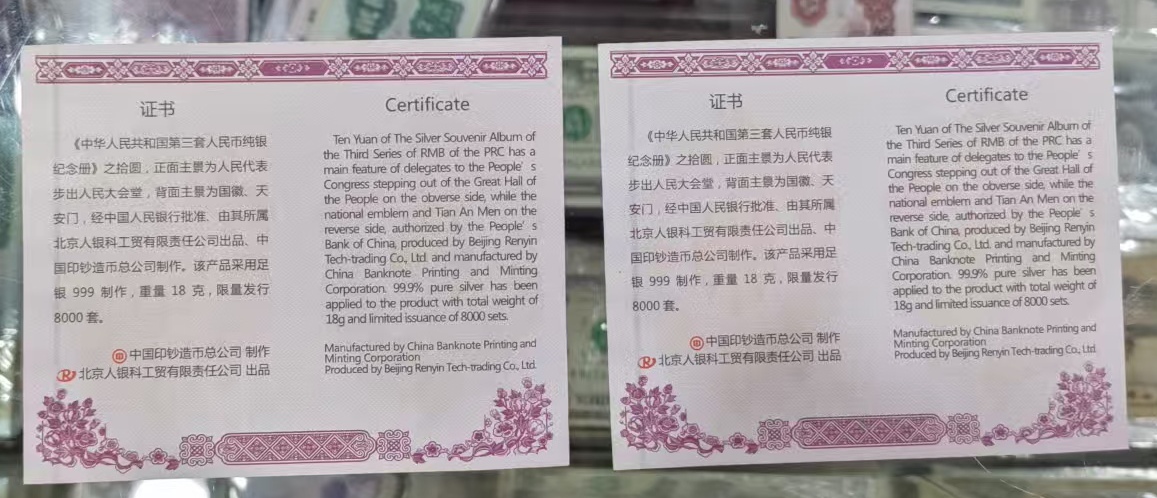 证书
《中华人民共和国第三套人民币纯银
纪念册》之拾圆，正面主景为人民代表
步出人民大会堂，背面主景为国徽、天
安门，经中国人民银行批准、由其所属
北京人银科工贸有限责任公司出品、中
国印钞造币总公司制作。该产品采用足
银 999 制作，重量 18 克，限量发行
8000 套。
中国印钞造币总公司 制作
北京人银科工贸有限责任公司 出品
Certificate
Ten Yuan of The Silver Souvenir Album of
the Third Series of RMB of the PRC has a
main feature of delegates to the People's
Congress stepping out of the Great Hall of
the People on the obverse side, while the
national emblem and Tian An Men on the
reverse side, authorized by the People's
Bank of China, produced by Beijing Renyin
Tech-trading Co., Ltd. and manufactured by
China Banknote Printing and Minting
Corporation. 99.9% pure silver has been
applied to the product with total weight of
18g and limited issuance of 8000 sets.
Manufactured by China Banknote Printing and
Minting Corporation
Produced by Beijing Renyin Tech-trading Co., Ltd.
证书
《中华人民共和国第三套人民币纯银
纪念册》之拾圆，正面主景为人民代表
步出人民大会堂，背面主景为国徽、天
安门，经中国人民银行批准、由其所属
北京人银科工贸有限责任公司出品、中
国印钞造币总公司制作。该产品采用足
银 999 制作，重量 18 克，限量发行
8000 套。
中国印钞造币总公司 制作
北京人银科工贸有限责任公司 出品
Certificate
Ten Yuan of The Silver Souvenir Album of
the Third Series of RMB of the PRC has a
main feature of delegates to the People's
Congress stepping out of the Great Hall of
the People on the obverse side, while the
national emblem and Tian An Men on the
reverse side, authorized by the People's
Bank of China, produced by Beijing Renyin
Tech-trading Co., Ltd. and manufactured by
China Banknote Printing and Minting
Corporation. 99.9% pure silver has been
applied to the product with total weight of
18g and limited issuance of 8000 sets.
Manufactured by China Banknote Printing and
Minting Corporation
Produced by Beijing Renyin Tech-trading Co., Ltd.